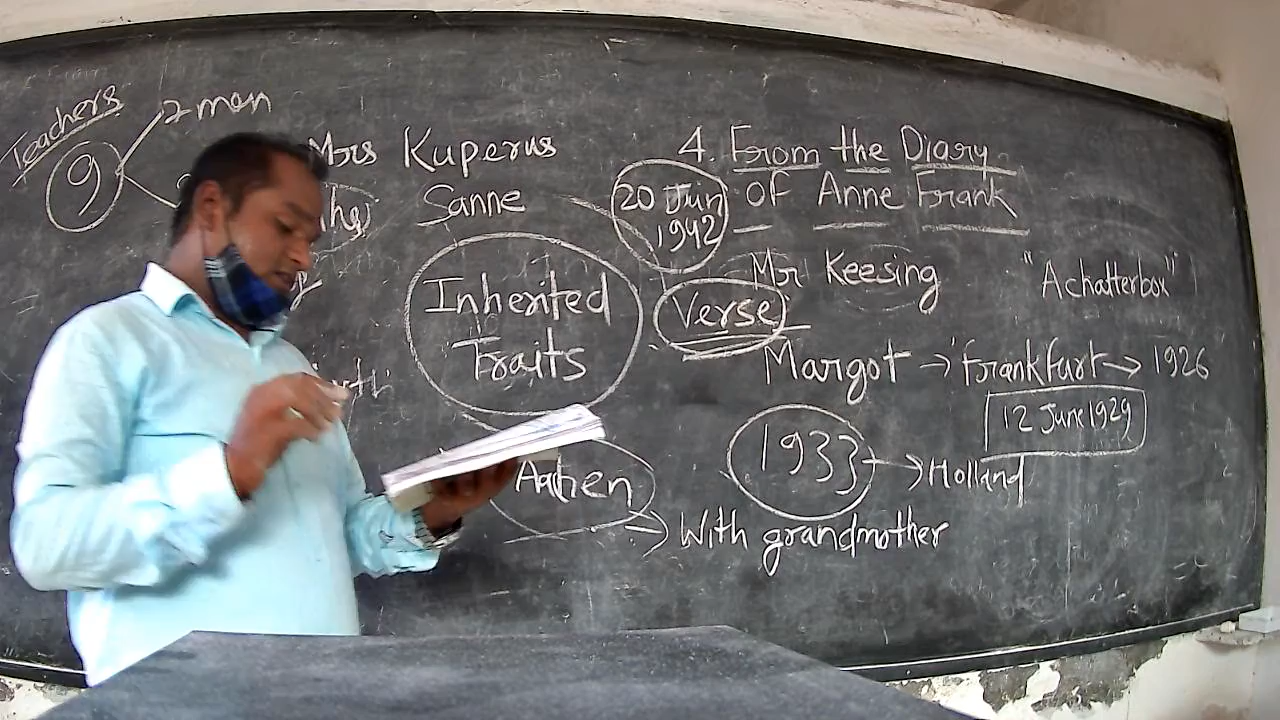 Teachers
9
2 men
Mrs Kuperus
Sanne
Inherited
Traits
Aachen
4. From the Diary
of Anne Frank
20 Jun
1942
Mr Keesing
"A chatterbox"
Verse
Margot → Frankfurt → 1926
12 June 1929
1933 → Holland
→ With grandmother